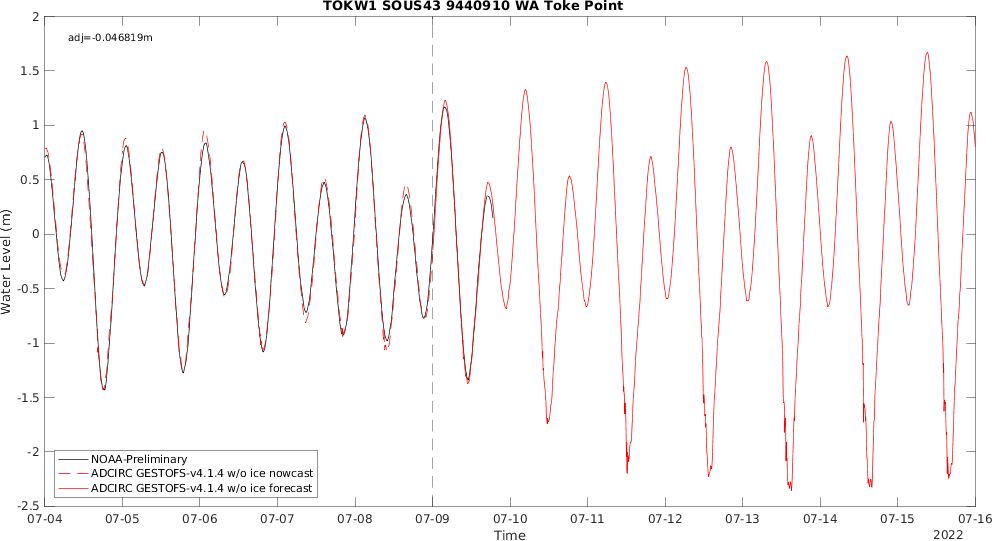 TOKW1 SOUS43 9440910 WA Toke Point
adj=-0.046819m
Water Level (m)
2
1.5
1
0.5
0
-0.5
-1
-1.5
-2
-2.5
NOAA-Preliminary
ADCIRC GESTOFS-v4.1.4 w/o ice nowcast
ADCIRC GESTOFS-v4.1.4 w/o ice forecast
07-04 07-05 07-06 07-07 07-08 07-09 07-10 07-11 07-12 07-13 07-14 07-15 07-16
Time
2022